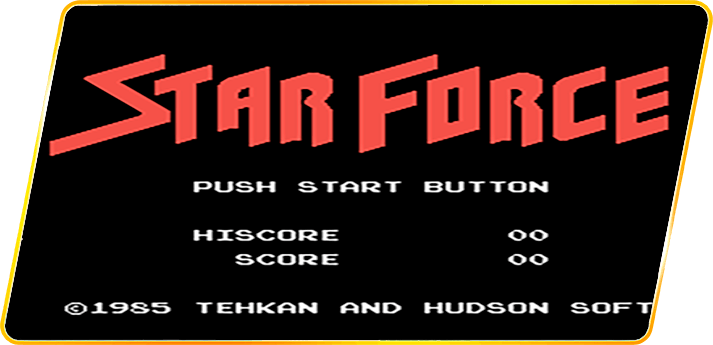 STAR FORCE
PUSH START BUTTON
HISCORE 00
SCORE 00
©1985 TEHKAN AND HUDSON SOFT